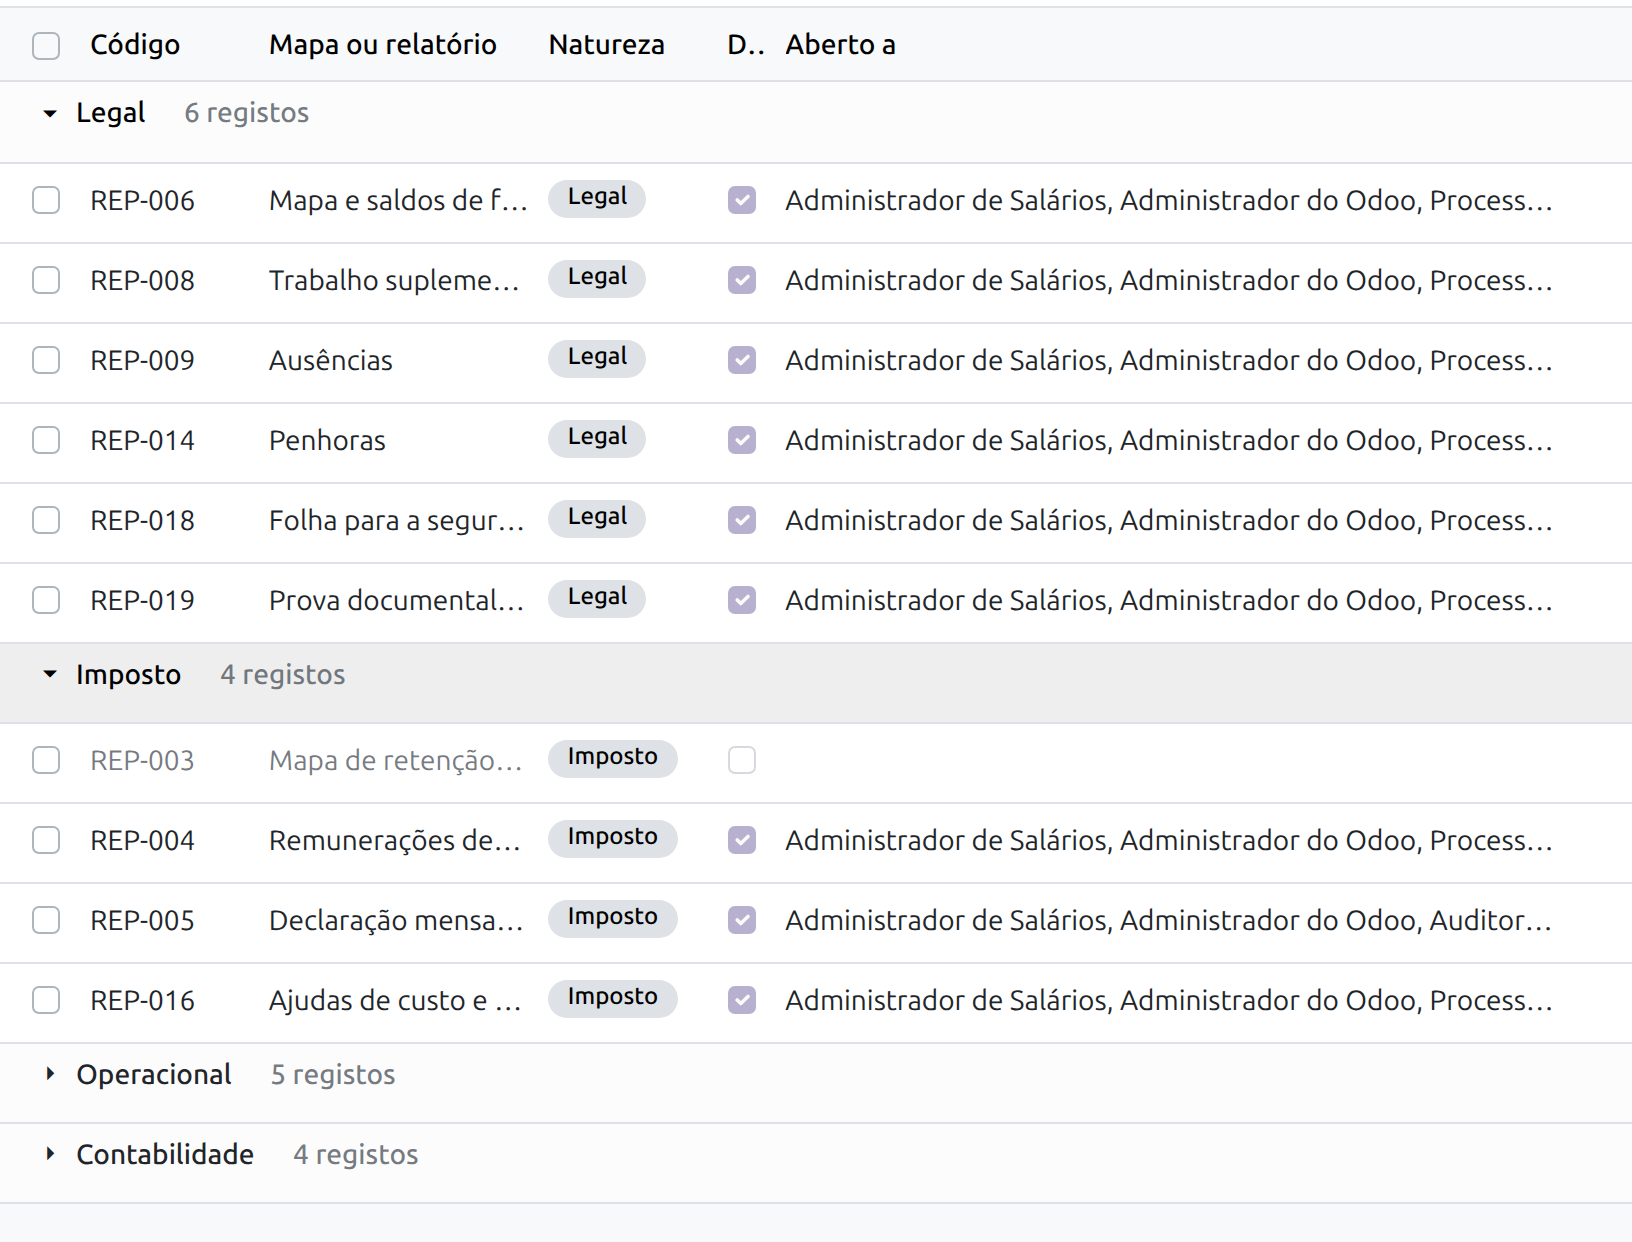 Código Mapa ou relatório Natureza D.. Aberto a
Legal 6 registos
REP-006 Mapa e saldos de f... Legal Administrador de Salários, Administrador do Odoo, Process...
REP-008 Trabalho supleme... Legal Administrador de Salários, Administrador do Odoo, Process...
REP-009 Ausências Legal Administrador de Salários, Administrador do Odoo, Process...
REP-014 Penhoras Legal Administrador de Salários, Administrador do Odoo, Process...
REP-018 Folha para a segur... Legal Administrador de Salários, Administrador do Odoo, Process...
REP-019 Prova documental... Legal Administrador de Salários, Administrador do Odoo, Process...
Imposto 4 registos
REP-003 Mapa de retenção... Imposto
REP-004 Remunerações de... Imposto Administrador de Salários, Administrador do Odoo, Process...
REP-005 Declaração mensa... Imposto Administrador de Salários, Administrador do Odoo, Auditor...
REP-016 Ajudas de custo e ... Imposto Administrador de Salários, Administrador do Odoo, Process...
Operacional 5 registos
Contabilidade 4 registos